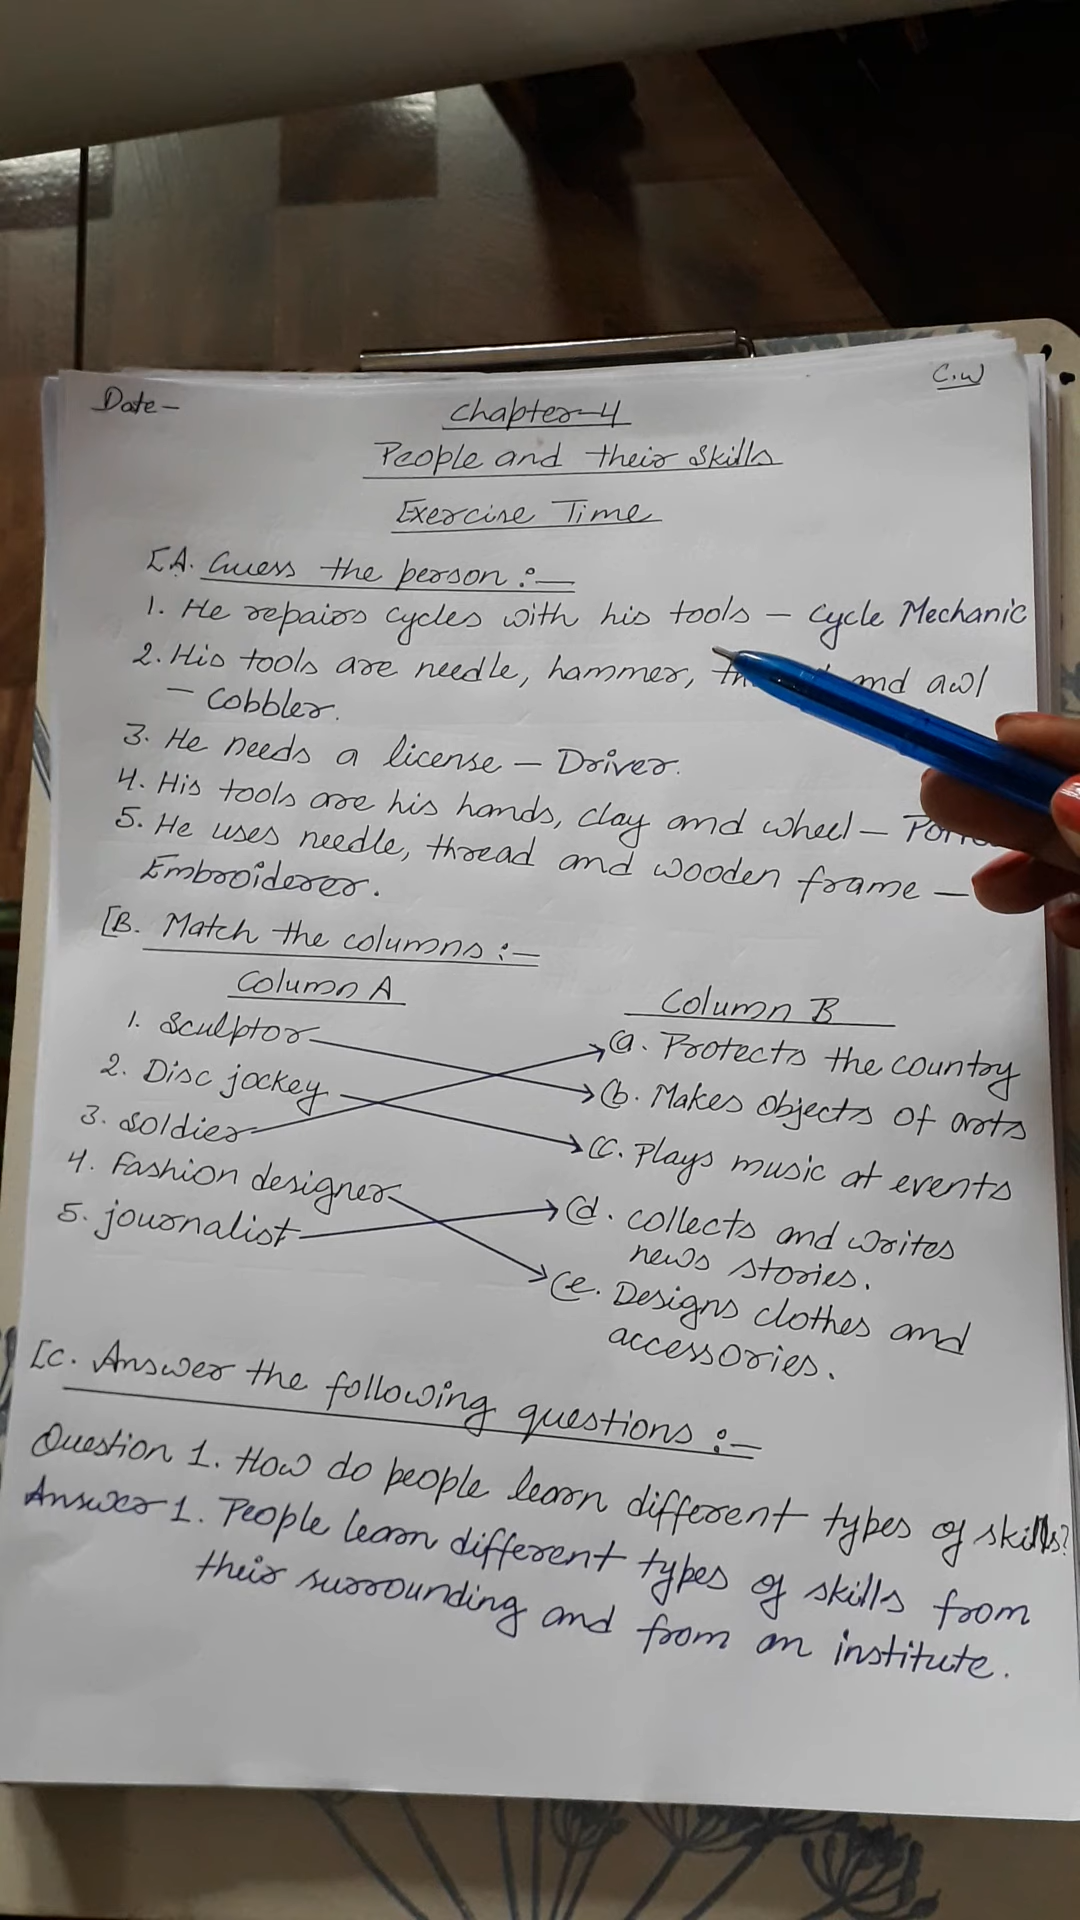 Date-
C.W
Chapter-4
People and their Skills
Exercise Time
[A. Guess the person :-
1. He repairs cycles with his tools - Cycle Mechanic
2. His tools are needle, hammer, and awl
- Cobbler.
3. He needs a license - Driver.
4. His tools are his hands, clay and wheel -
5. He uses needle, thread and wooden frame -
Embroiderer.
[B. Match the columns :-
Column A
Column B
1. Sculptor
(a. Protects the country
2. Disc jockey
(b. Makes objects of arts
3. Soldier
(c. Plays music at events
4. Fashion designer
(d. collects and writes
news stories.
5. journalist
(e. Designs clothes and
accessories.
[c. Answer the following questions :-
Question 1. How do people learn different types of skills?
Answer 1. People learn different types of skills from
their surrounding and from an institute.